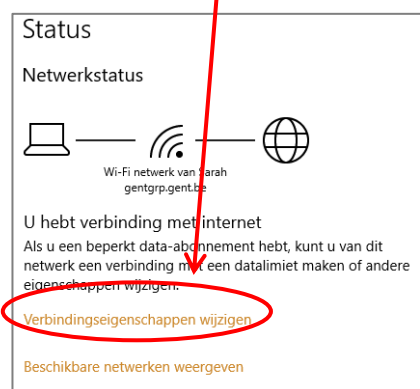 Status
Netwerkstatus
Wi-Fi netwerk van Sarah
gentgrp.gent.be
U hebt verbinding met internet
Als u een beperkt data-abonnement hebt, kunt u van dit
netwerk een verbinding met een datalimiet maken of andere
eigenschappen wijzigen.
Verbindingseigenschappen wijzigen
Beschikbare netwerken weergeven